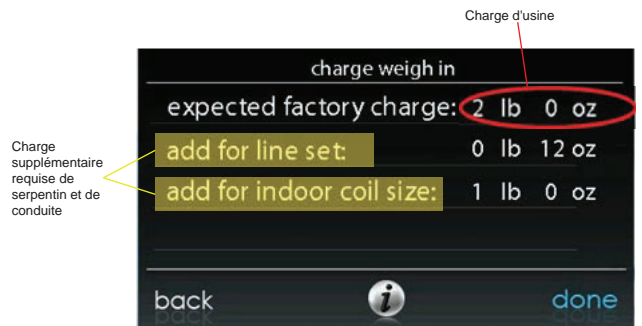 Charge d'usine
charge weigh in
expected factory charge: 2 lb 0 oz
Charge
supplémentaire
requise de
serpentin et de
conduite
add for line set: 0 lb 12 oz
add for indoor coil size: 1 lb 0 oz
back i done